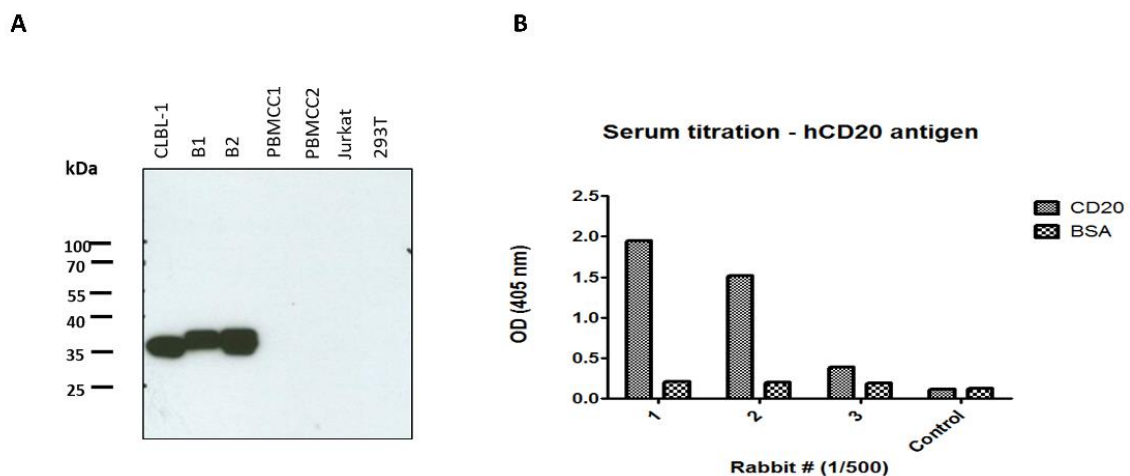 A
CLBL-1
B1
B2
PBMCC1
PBMCC2
Jurkat
293T
kDa
100
70
55
40
35
25
B
Serum titration - hCD20 antigen
2.5
2.0
1.5
1.0
0.5
0.0
OD (405 nm)
1
2
3
Control
Rabbit # (1/500)
CD20
BSA